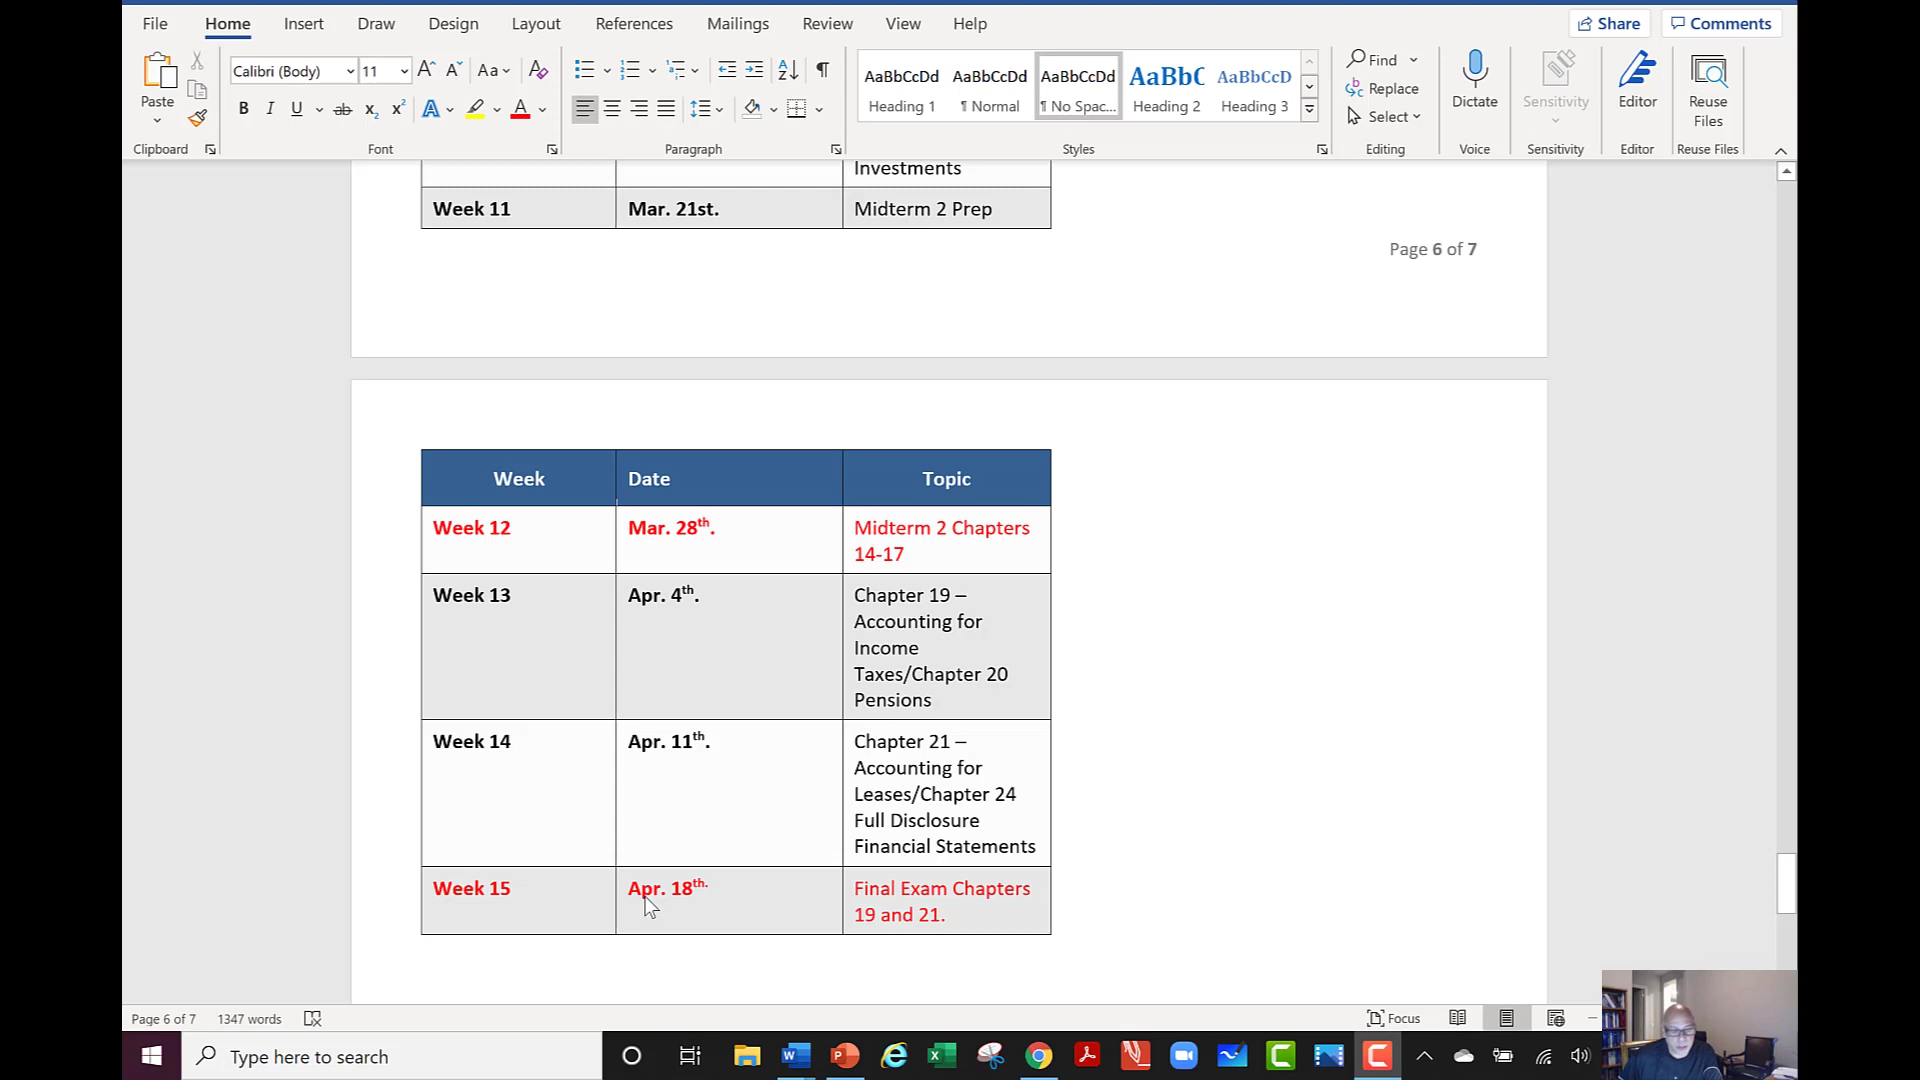 File Home Insert Draw Design Layout References Mailings Review View Help Share Comments
Calibri (Body) 11 Aa
AaBbCcDd AaBbCcDd AaBbCcDd AaBbC AaBbCcD
Find
Paste
Heading 1 ¶ Normal ¶ No Spac... Heading 2 Heading 3
Replace
Select
Dictate Sensitivity Editor Reuse Files
Clipboard Font Paragraph Styles Editing Voice Sensitivity Editor Reuse Files
Investments
Week 11 Mar. 21st. Midterm 2 Prep
Page 6 of 7
Week Date Topic
Week 12 Mar. 28th. Midterm 2 Chapters
14-17
Week 13 Apr. 4th. Chapter 19 –
Accounting for
Income
Taxes/Chapter 20
Pensions
Week 14 Apr. 11th. Chapter 21 –
Accounting for
Leases/Chapter 24
Full Disclosure
Financial Statements
Week 15 Apr. 18th. Final Exam Chapters
19 and 21.
Page 6 of 7 1347 words Focus
Type here to search